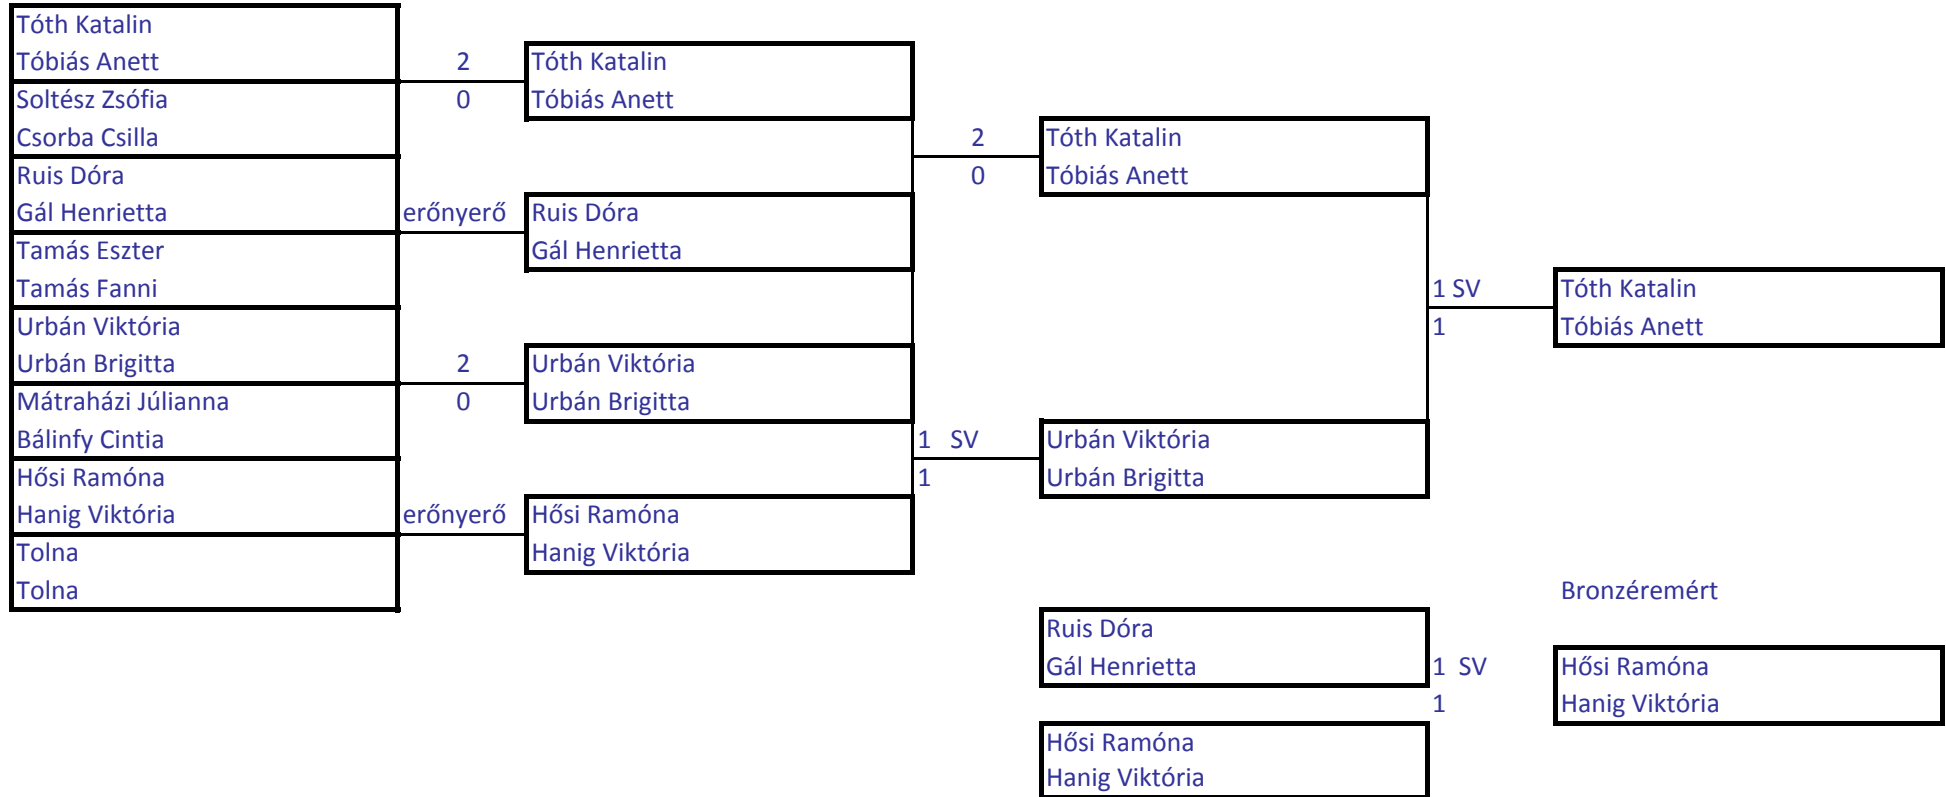 Tóth Katalin
Tóbiás Anett 2 Tóth Katalin
Soltész Zsófia 0 Tóbiás Anett
Csorba Csilla 2 Tóth Katalin
Ruis Dóra 0 Tóbiás Anett
Gál Henrietta erőnyerő Ruis Dóra
Tamás Eszter Gál Henrietta
Tamás Fanni 1 SV Tóth Katalin
Urbán Viktória 1 Tóbiás Anett
Urbán Brigitta 2 Urbán Viktória
Mátraházi Júlianna 0 Urbán Brigitta
Bálinfy Cintia 1 SV Urbán Viktória
Hősi Ramóna 1 Urbán Brigitta
Hanig Viktória erőnyerő Hősi Ramóna
Tolna Hanig Viktória
Tolna Bronzéremért
Ruis Dóra
Gál Henrietta 1 SV Hősi Ramóna
1 Hanig Viktória
Hősi Ramóna
Hanig Viktória